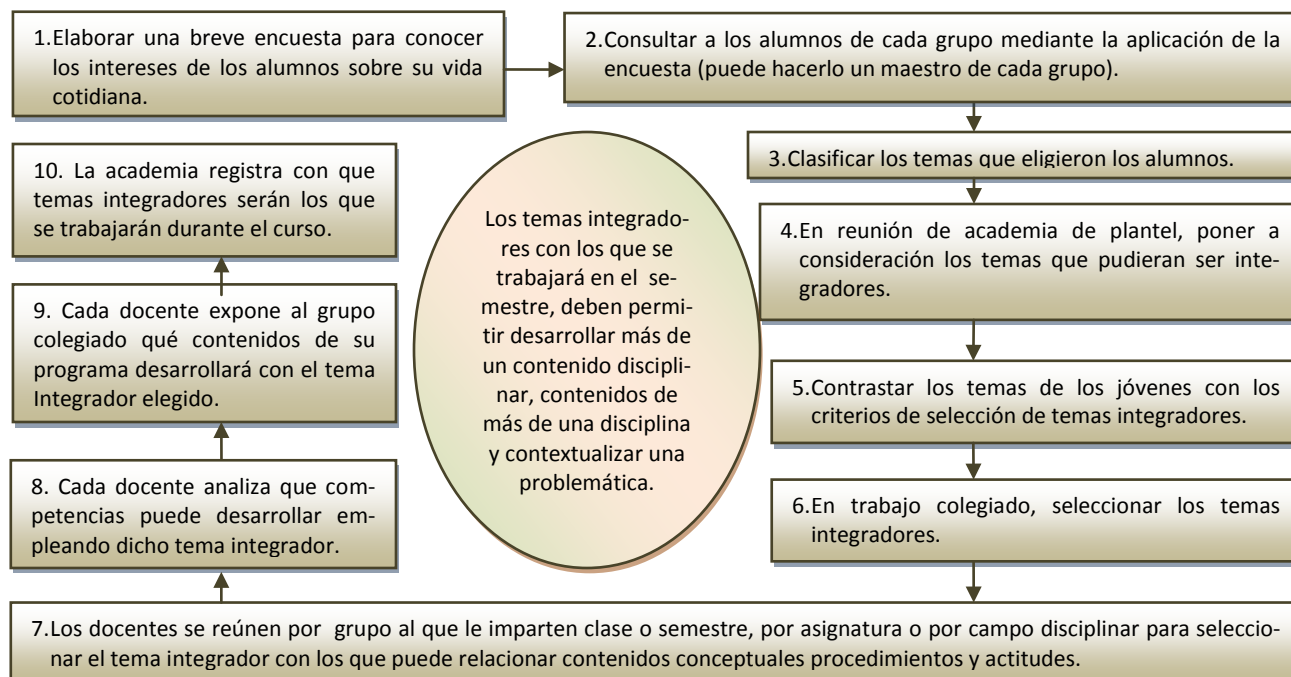 1.Elaborar una breve encuesta para conocer
los intereses de los alumnos sobre su vida
cotidiana.
2.Consultar a los alumnos de cada grupo mediante la aplicación de la
encuesta (puede hacerlo un maestro de cada grupo).
3.Clasificar los temas que eligieron los alumnos.
4.En reunión de academia de plantel, poner a
consideración los temas que pudieran ser inte-
gradores.
5.Contrastar los temas de los jóvenes con los
criterios de selección de temas integradores.
6.En trabajo colegiado, seleccionar los temas
integradores.
7.Los docentes se reúnen por grupo al que le imparten clase o semestre, por asignatura o por campo disciplinar para seleccio-
nar el tema integrador con los que puede relacionar contenidos conceptuales procedimientos y actitudes.
8. Cada docente analiza que com-
petencias puede desarrollar em-
pleando dicho tema integrador.
9. Cada docente expone al grupo
colegiado qué contenidos de su
programa desarrollará con el tema
Integrador elegido.
10. La academia registra con que
temas integradores serán los que
se trabajarán durante el curso.
Los temas integrado-
res con los que se
trabajará en el se-
mestre, deben permi-
tir desarrollar más de
un contenido discipli-
nar, contenidos de
más de una disciplina
y contextualizar una
problemática.